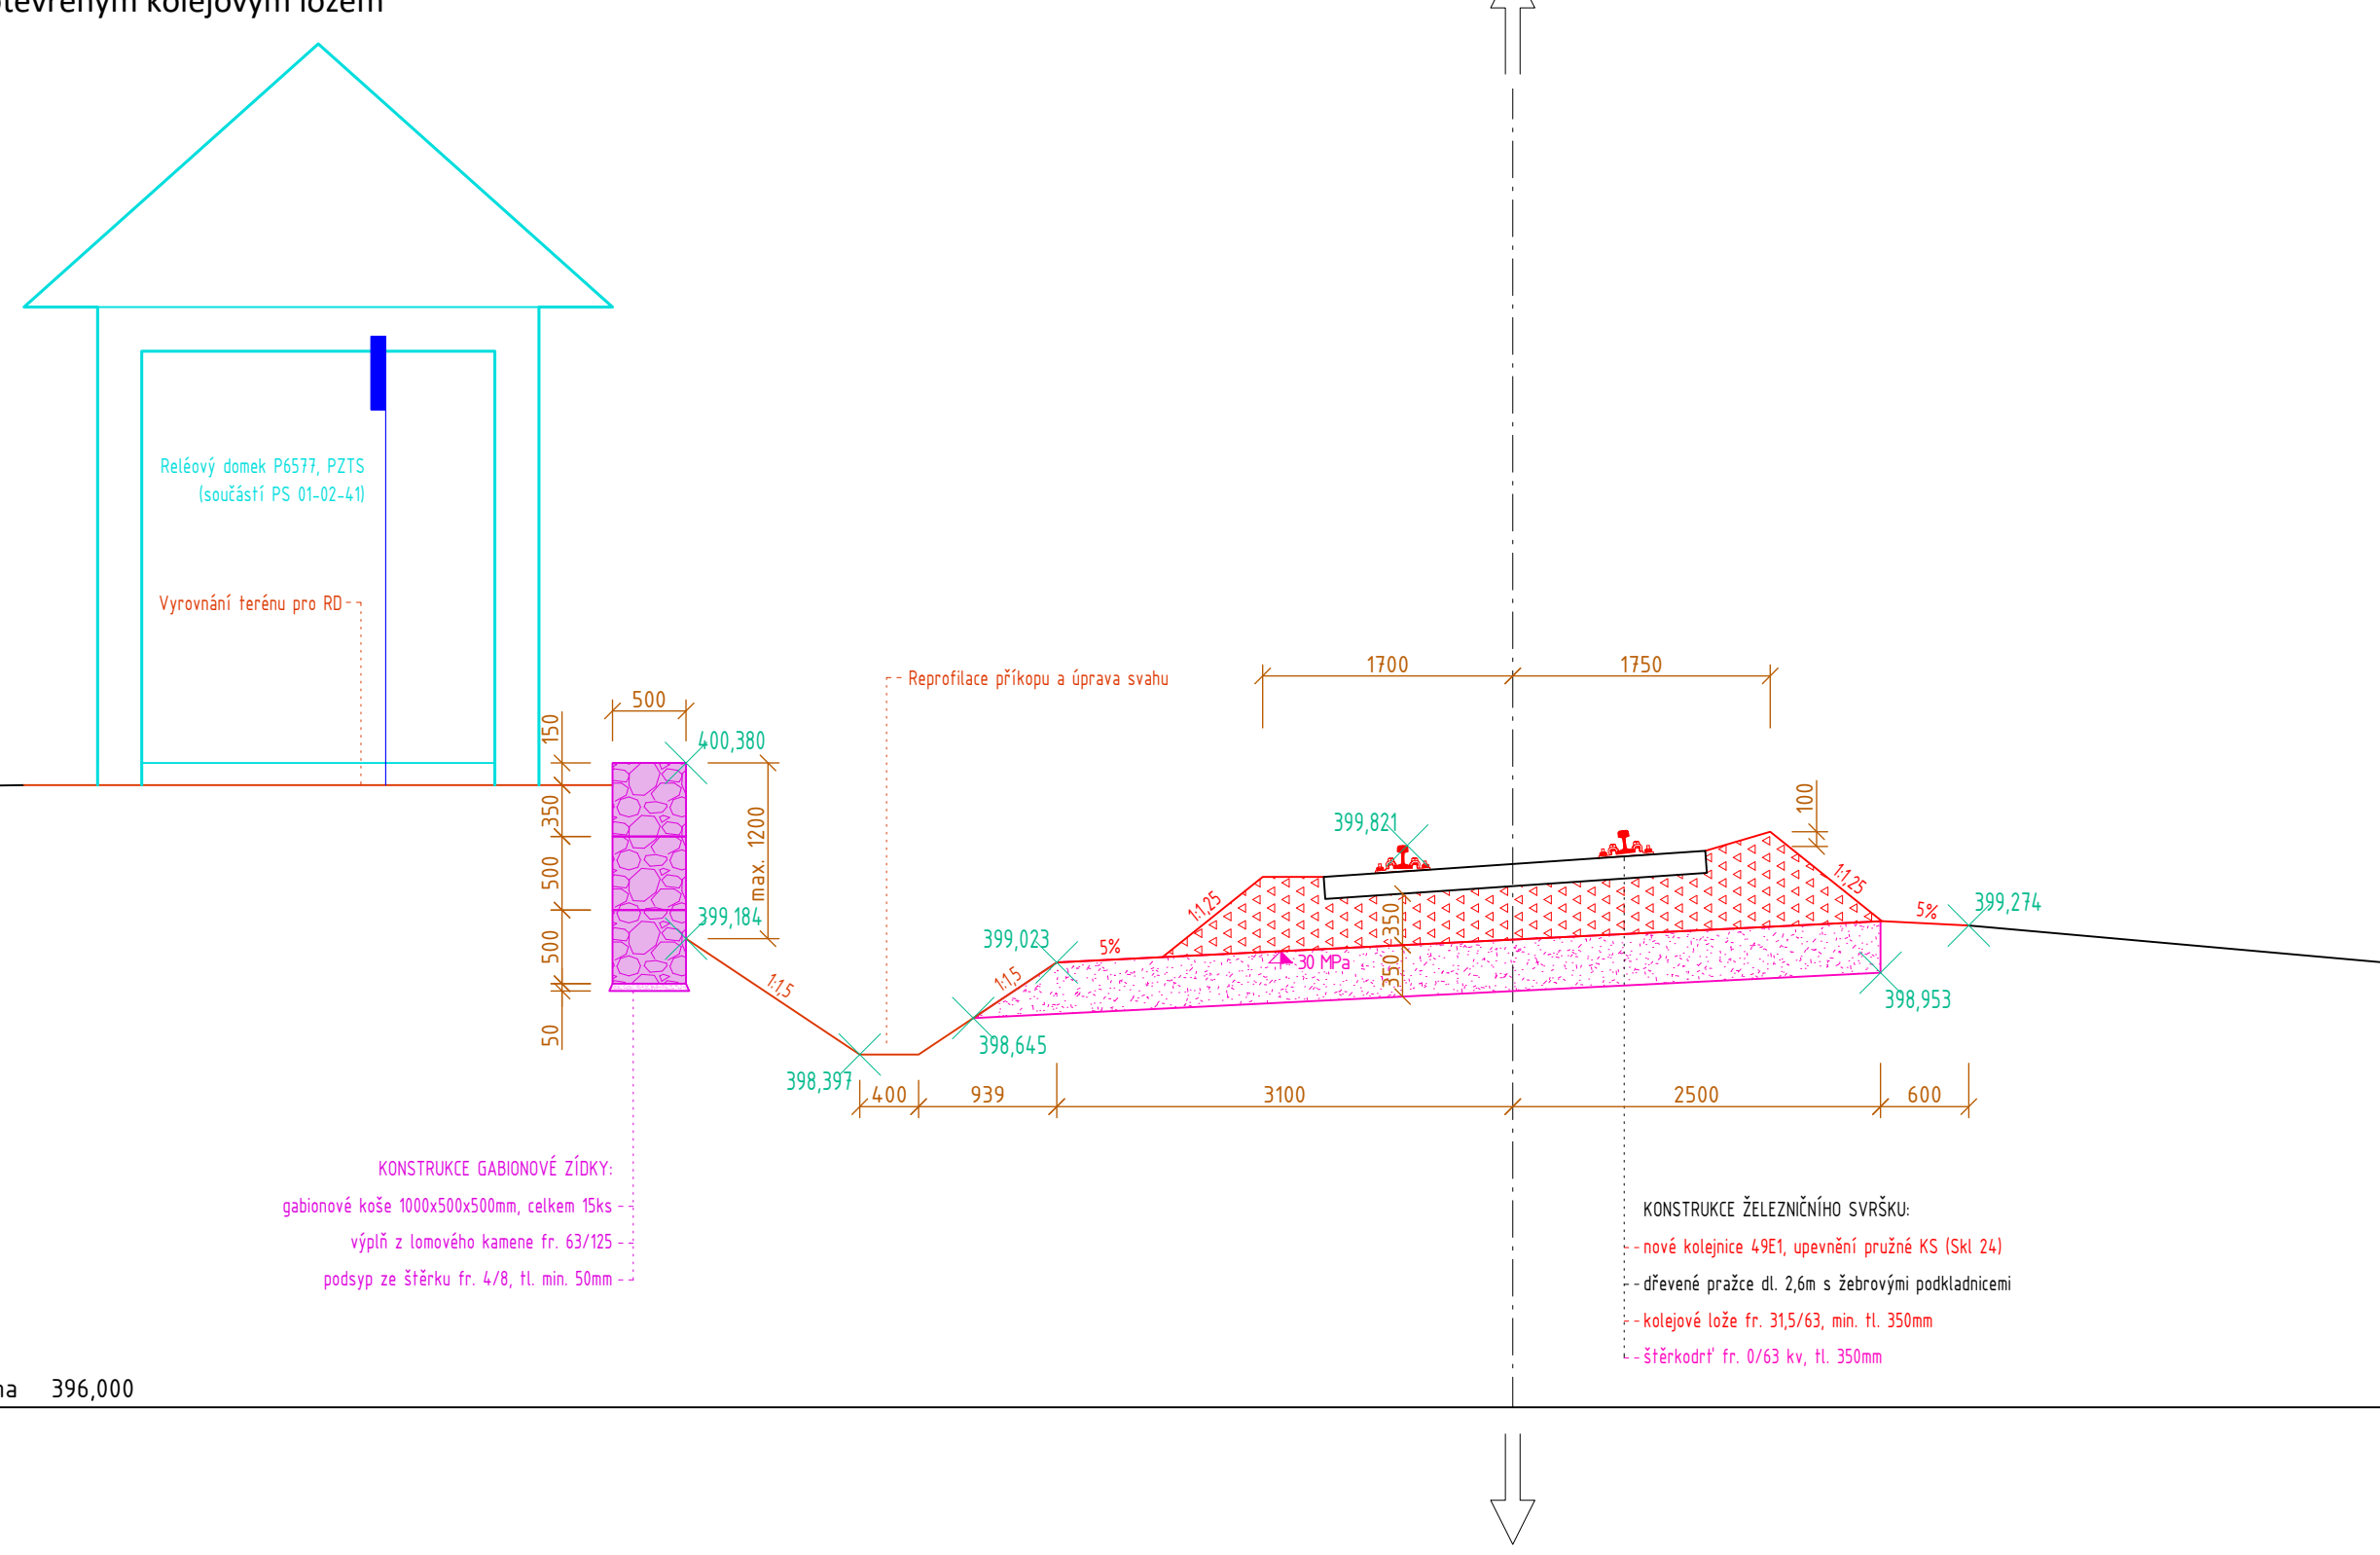 otevřeným kolejovým ložem
Reléový domek P6577, PZTS
(součástí PS 01-02-41)
Vyrovnání terénu pro RD
Reprofilace příkopu a úprava svahu
1700
1750
500
150
350
500
500
50
400,380
max. 1200
399,184
1:1,5
398,397
399,023
1:1,5
398,645
5%
1:1,25
399,821
30 MPa
350
350
100
1:1,25
5%
399,274
398,953
400
939
3100
2500
600
KONSTRUKCE GABIONOVÉ ZÍDKY:
gabionové koše 1000x500x500mm, celkem 15ks
výplň z lomového kamene fr. 63/125
podsyp ze štěrku fr. 4/8, tl. min. 50mm
KONSTRUKCE ŽELEZNIČNÍHO SVRŠKU:
nové kolejnice 49E1, upevnění pružné KS (Skl 24)
dřevené pražce dl. 2,6m s žebrovými podkladnicemi
kolejové lože fr. 31,5/63, min. tl. 350mm
štěrkodrť fr. 0/63 kv, tl. 350mm
396,000